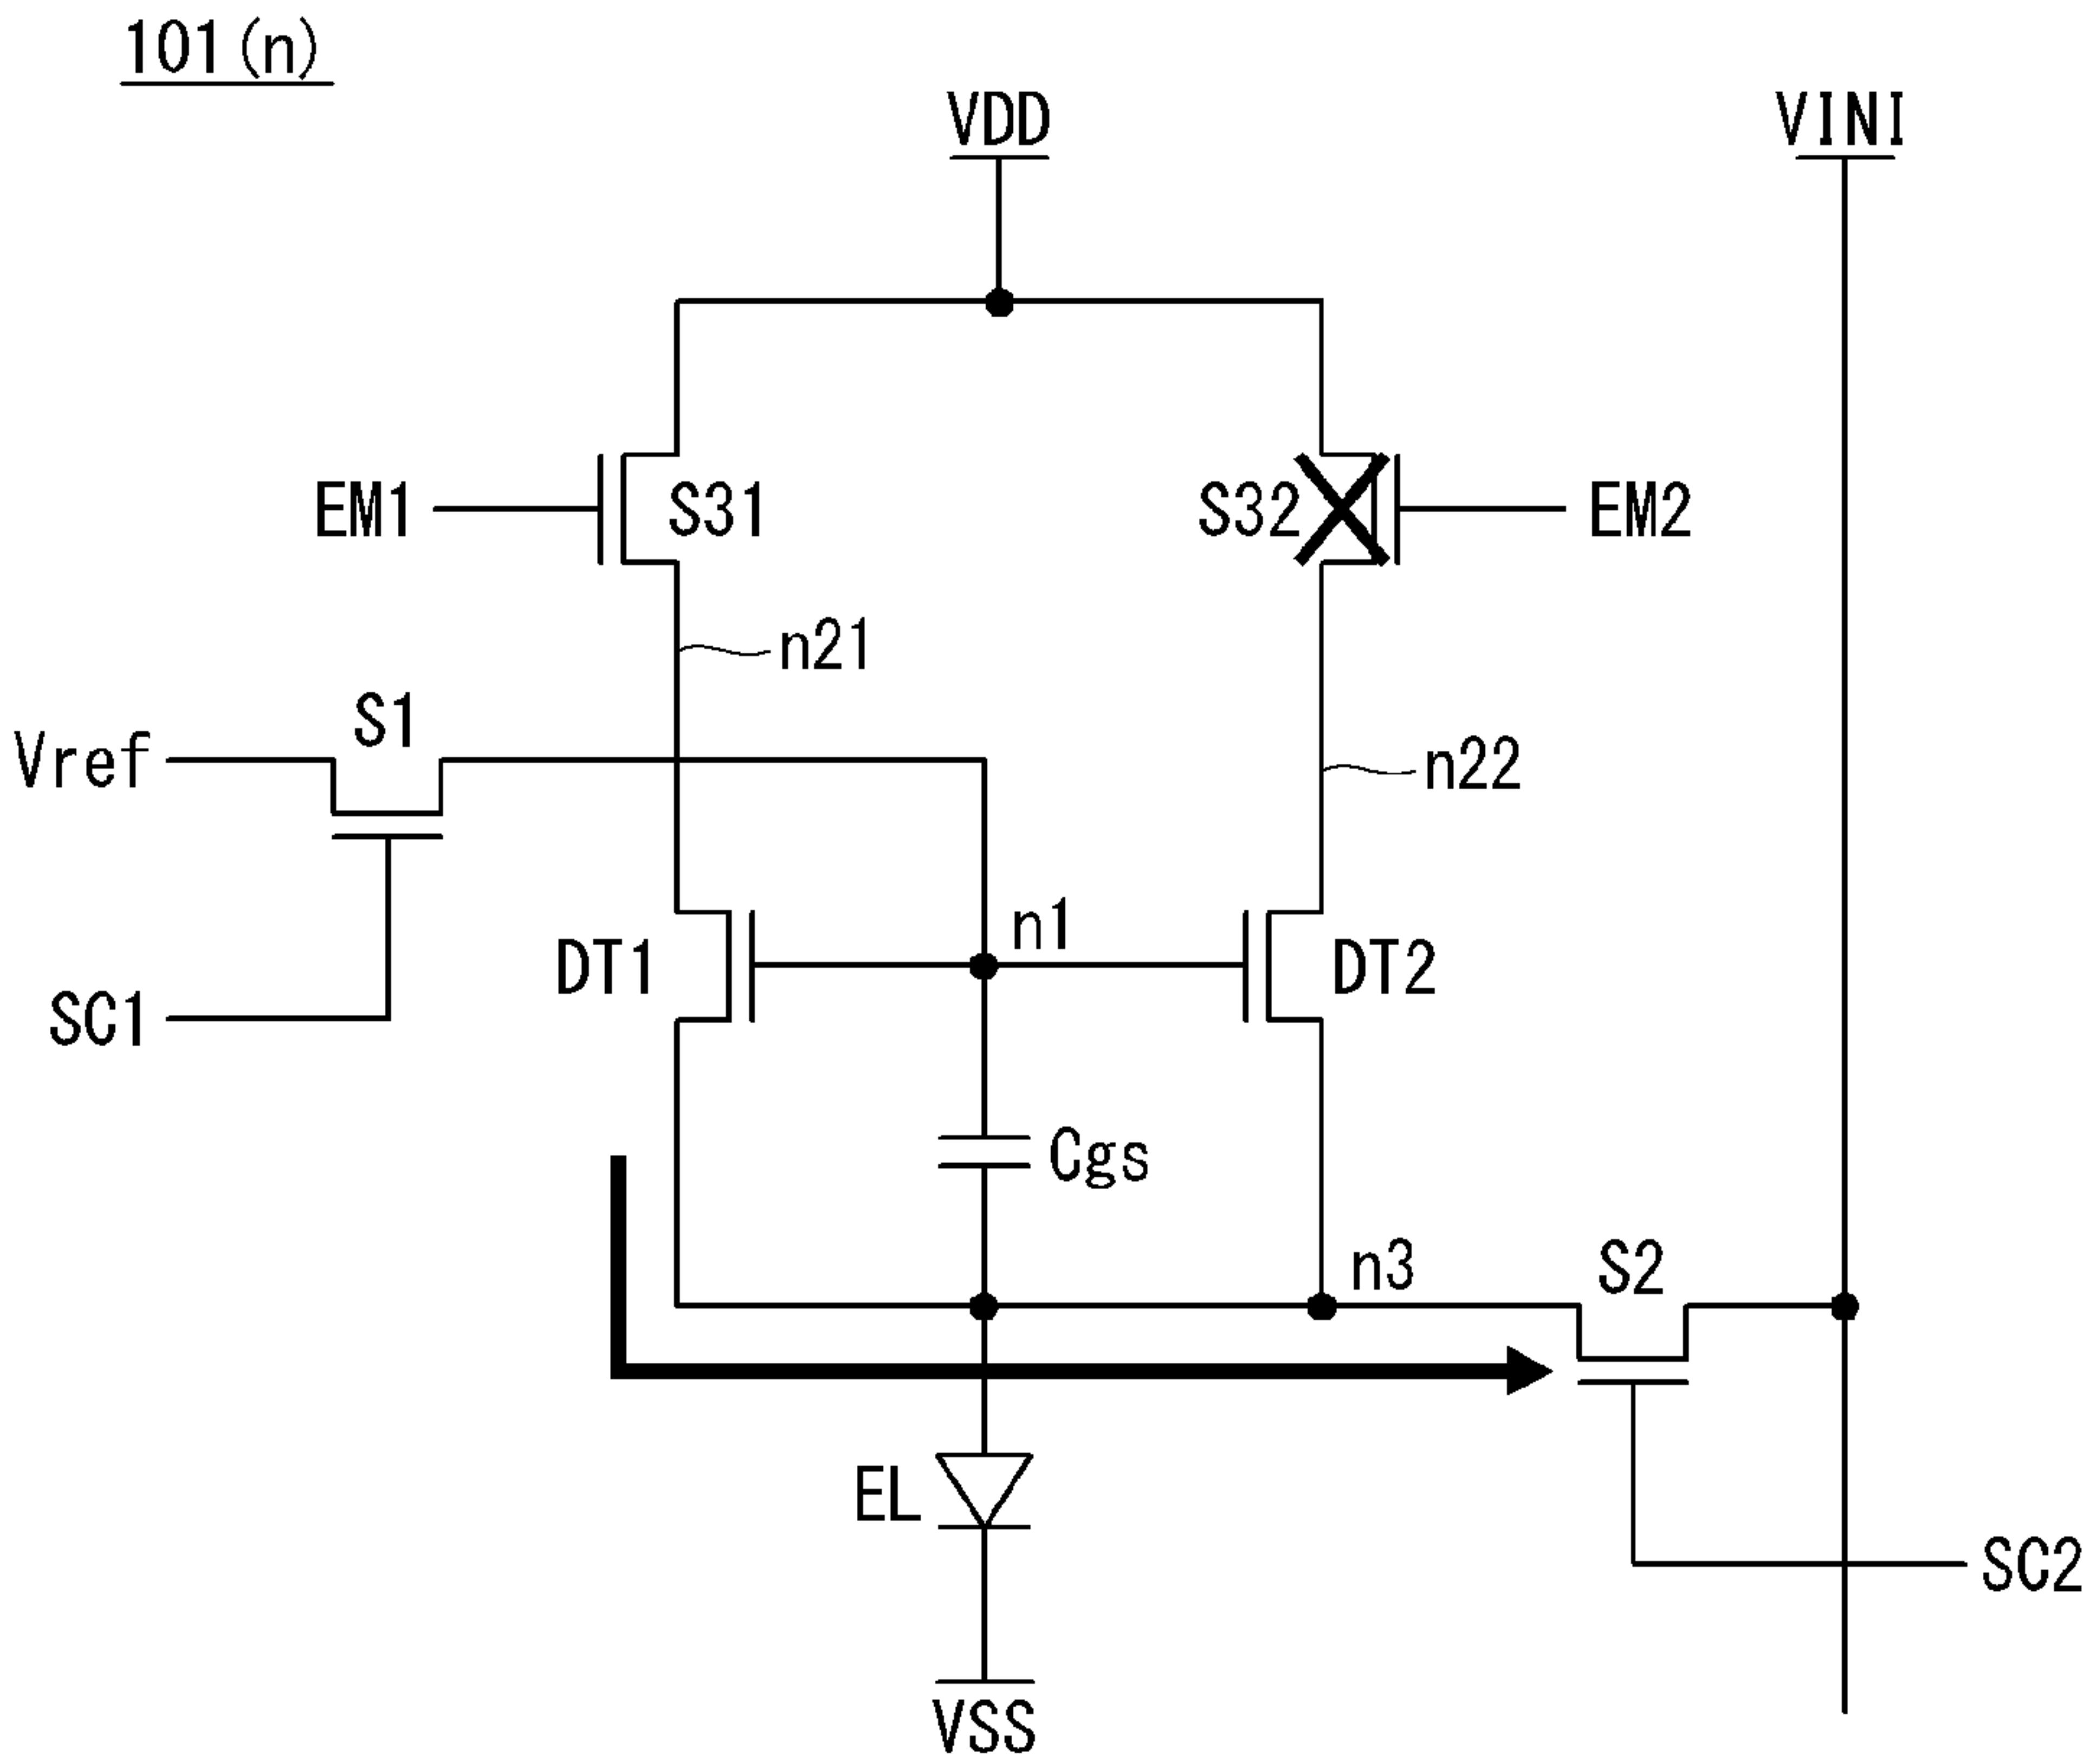 101(n)
VDD
VINI
EM1
S31
S32
EM2
n21
S1
Vref
n22
n1
DT1
DT2
SC1
Cgs
n3
S2
EL
SC2
VSS